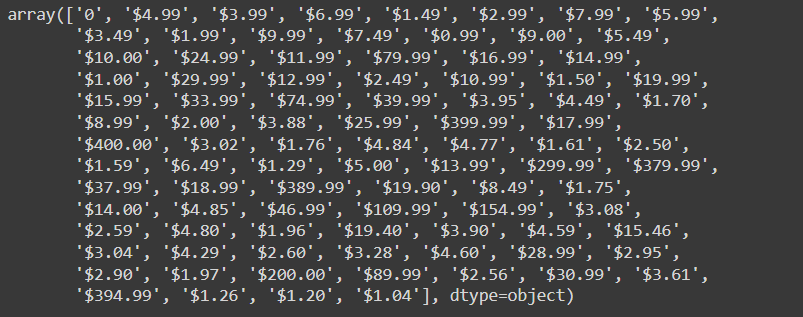 array(['0', '$4.99', '$3.99', '$6.99', '$1.49', '$2.99', '$7.99', '$5.99',
'$3.49', '$1.99', '$9.99', '$7.49', '$0.99', '$9.00', '$5.49',
'$10.00', '$24.99', '$11.99', '$79.99', '$16.99', '$14.99',
'$1.00', '$29.99', '$12.99', '$2.49', '$10.99', '$1.50', '$19.99',
'$15.99', '$33.99', '$74.99', '$39.99', '$3.95', '$4.49', '$1.70',
'$8.99', '$2.00', '$3.88', '$25.99', '$399.99', '$17.99',
'$400.00', '$3.02', '$1.76', '$4.84', '$4.77', '$1.61', '$2.50',
'$1.59', '$6.49', '$1.29', '$5.00', '$13.99', '$299.99', '$379.99',
'$37.99', '$18.99', '$389.99', '$19.90', '$8.49', '$1.75',
'$14.00', '$4.85', '$46.99', '$109.99', '$154.99', '$3.08',
'$2.59', '$4.80', '$1.96', '$19.40', '$3.90', '$4.59', '$15.46',
'$3.04', '$4.29', '$2.60', '$3.28', '$4.60', '$28.99', '$2.95',
'$2.90', '$1.97', '$200.00', '$89.99', '$2.56', '$30.99', '$3.61',
'$394.99', '$1.26', '$1.20', '$1.04'], dtype=object)